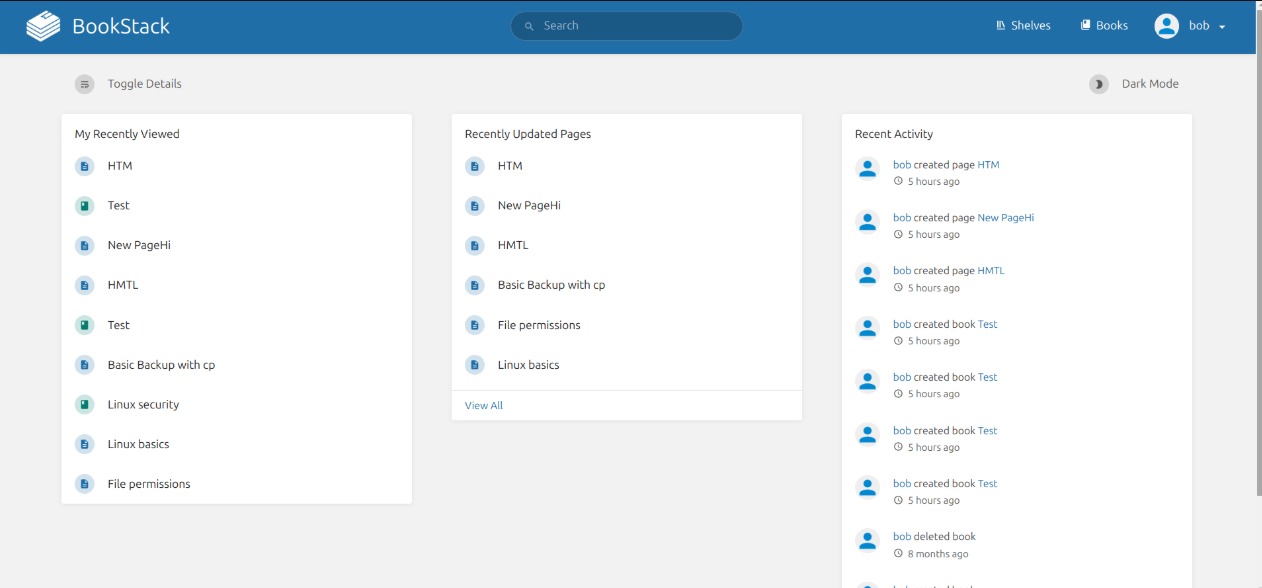 BookStack
Search
Shelves
Books
bob
Toggle Details
Dark Mode
My Recently Viewed
HTM
Test
New PageHi
HMTL
Test
Basic Backup with cp
Linux security
Linux basics
File permissions
Recently Updated Pages
HTM
New PageHi
HMTL
Basic Backup with cp
File permissions
Linux basics
View All
Recent Activity
bob created page HTM
5 hours ago
bob created page New PageHi
5 hours ago
bob created page HMTL
5 hours ago
bob created book Test
5 hours ago
bob created book Test
5 hours ago
bob created book Test
5 hours ago
bob created book Test
5 hours ago
bob deleted book
8 months ago